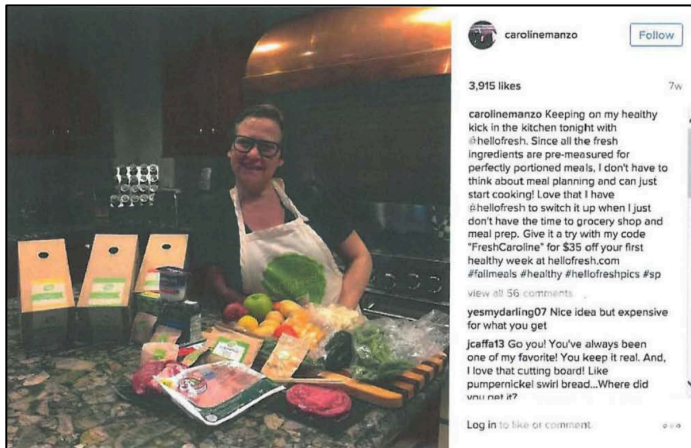 carolinemanzo
Follow
3,915 likes
7w
carolinemanzo Keeping on my healthy
kick in the kitchen tonight with
@hellofresh. Since all the fresh
ingredients are pre-measured for
perfectly portioned meals, I don't have to
think about meal planning and can just
start cooking! Love that I have
@hellofresh to switch it up when I just
don't have the time to grocery shop and
meal prep. Give it a try with my code
"FreshCaroline" for $35 off your first
healthy week at hellofresh.com
#fallmeals #healthy #hellofreshpics #sp
view all 56 comments
yesmydarling07 Nice idea but expensive
for what you get
jcaffa13 Go you! You've always been
one of my favorite! You keep it real. And,
I love that cutting board! Like
pumpernickel swirl bread...Where did
you get it?
Log in to like or comment.